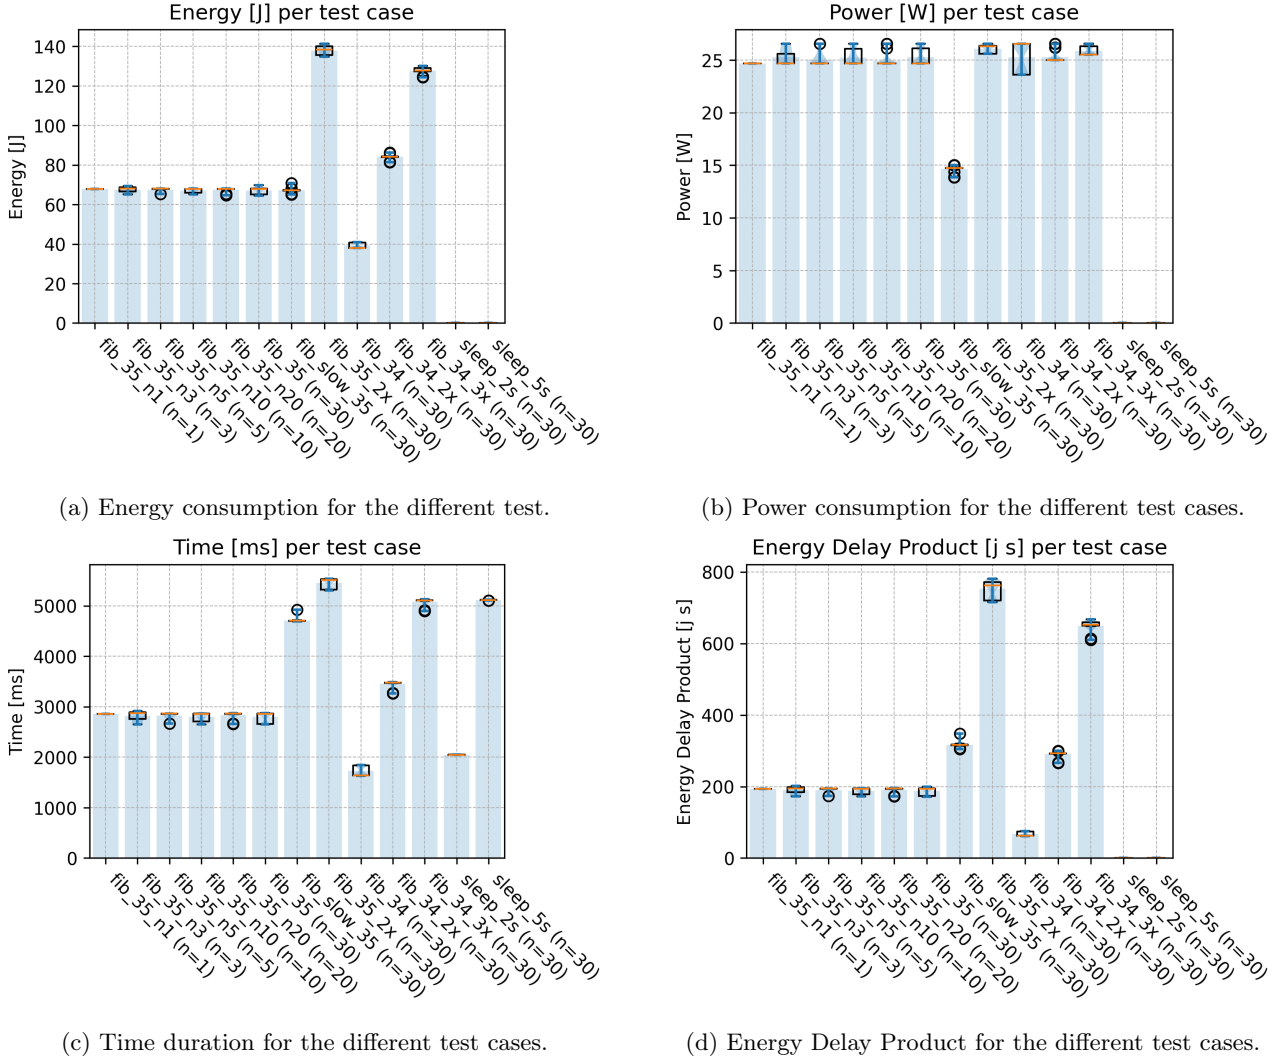 Energy [J] per test case
Energy [J]
140
120
100
80
60
40
20
0
fib_35_n1 (n=1)
fib_35_n3 (n=3)
fib_35_n5 (n=5)
fib_35_n10 (n=10)
fib_35_n20 (n=20)
fib_35 (n=30)
slow_35 (n=30)
fib_35_2x (n=30)
fib_34 (n=30)
fib_34_2x (n=30)
fib_34_3x (n=30)
sleep_2s (n=30)
sleep_5s (n=30)
(a) Energy consumption for the different test.
Power [W] per test case
Power [W]
25
20
15
10
5
0
fib_35_n1 (n=1)
fib_35_n3 (n=3)
fib_35_n5 (n=5)
fib_35_n10 (n=10)
fib_35_n20 (n=20)
fib_35 (n=30)
slow_35 (n=30)
fib_35_2x (n=30)
fib_34 (n=30)
fib_34_2x (n=30)
fib_34_3x (n=30)
sleep_2s (n=30)
sleep_5s (n=30)
(b) Power consumption for the different test cases.
Time [ms] per test case
Time [ms]
5000
4000
3000
2000
1000
0
fib_35_n1 (n=1)
fib_35_n3 (n=3)
fib_35_n5 (n=5)
fib_35_n10 (n=10)
fib_35_n20 (n=20)
fib_35 (n=30)
slow_35 (n=30)
fib_35_2x (n=30)
fib_34 (n=30)
fib_34_2x (n=30)
fib_34_3x (n=30)
sleep_2s (n=30)
sleep_5s (n=30)
(c) Time duration for the different test cases.
Energy Delay Product [j s] per test case
Energy Delay Product [j s]
800
600
400
200
0
fib_35_n1 (n=1)
fib_35_n3 (n=3)
fib_35_n5 (n=5)
fib_35_n10 (n=10)
fib_35_n20 (n=20)
fib_35 (n=30)
slow_35 (n=30)
fib_35_2x (n=30)
fib_34 (n=30)
fib_34_2x (n=30)
fib_34_3x (n=30)
sleep_2s (n=30)
sleep_5s (n=30)
(d) Energy Delay Product for the different test cases.